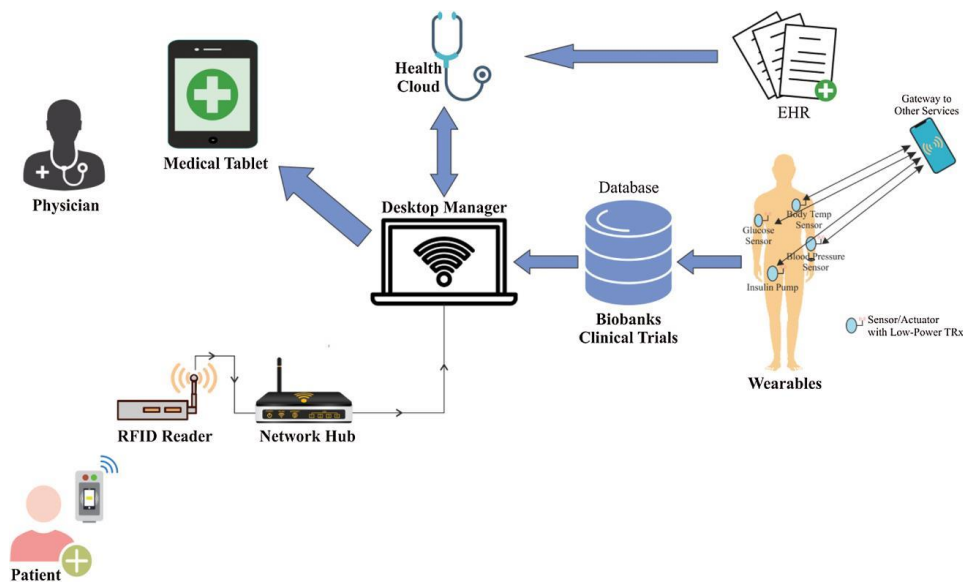 Health
Cloud
EHR
Gateway to
Other Services
Medical Tablet
Physician
Desktop Manager
Database
Body Temp
Sensor
Glucose
Sensor
Blood Pressure
Sensor
Insulin Pump
Biobanks
Clinical Trials
Sensor/Actuator
with Low-Power TRx
Wearables
RFID Reader
Network Hub
Patient